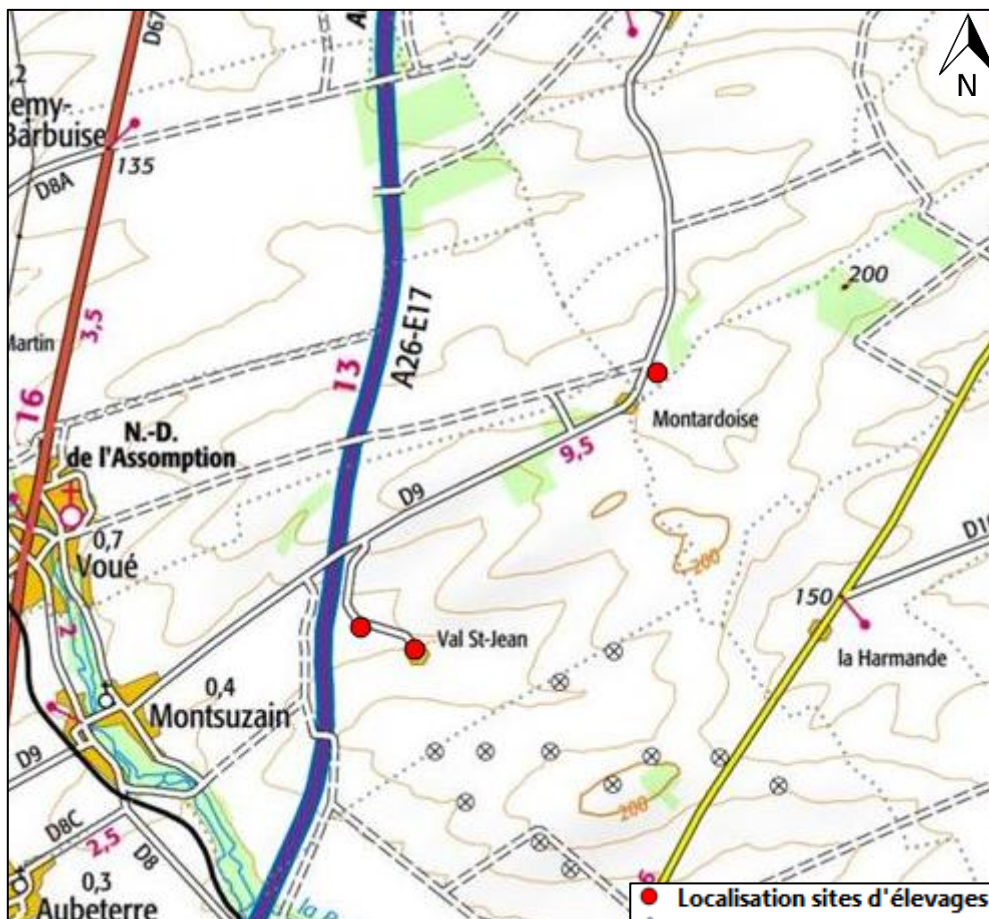 D67
N
emy-
Barbuise
D8A
135
200
Martin
3,5
16
13
A26-E17
N.-D.
de l'Assomption
Montardoise
9,5
D9
0,7
Voué
200
150
2
Val St-Jean
la Harmande
0,4
Montsuzain
D9
200
D8C
2,5
D8
0,3
Aubeterre
Localisation sites d'élevages